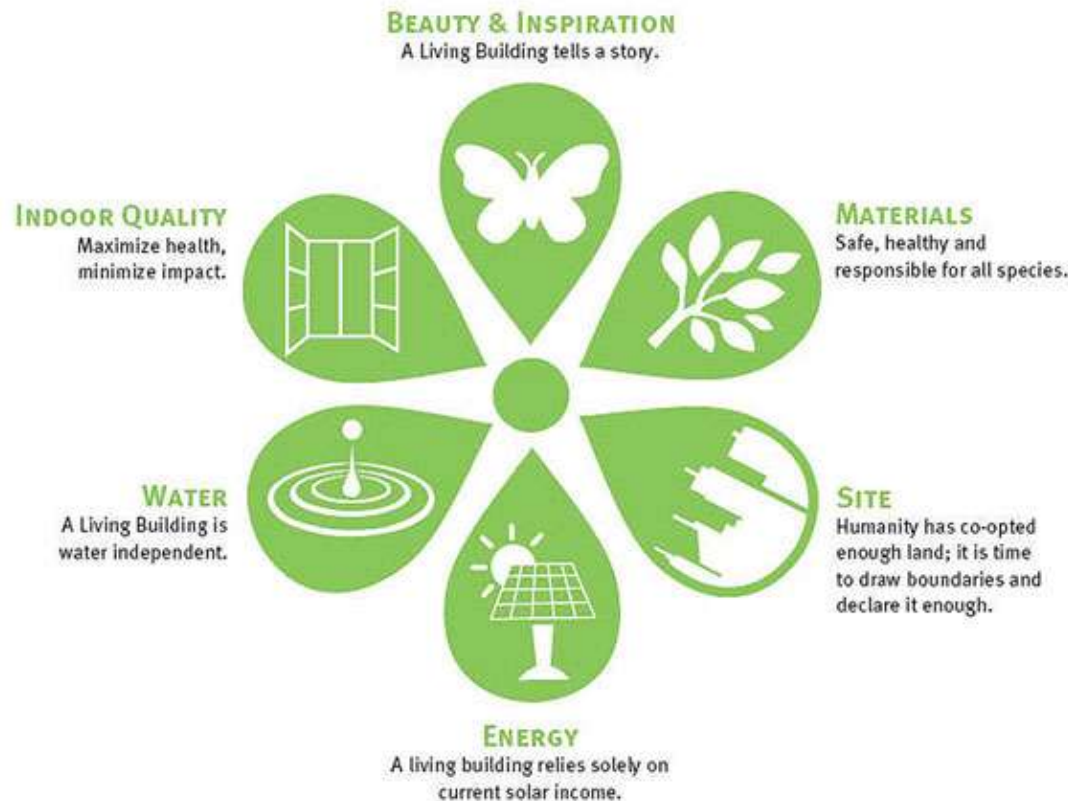 BEAUTY & INSPIRATION
A Living Building tells a story.
INDOOR QUALITY
Maximize health,
minimize impact.
MATERIALS
Safe, healthy and
responsible for all species.
WATER
A Living Building is
water independent.
SITE
Humanity has co-opted
enough land; it is time
to draw boundaries and
declare it enough.
ENERGY
A living building relies solely on
current solar income.